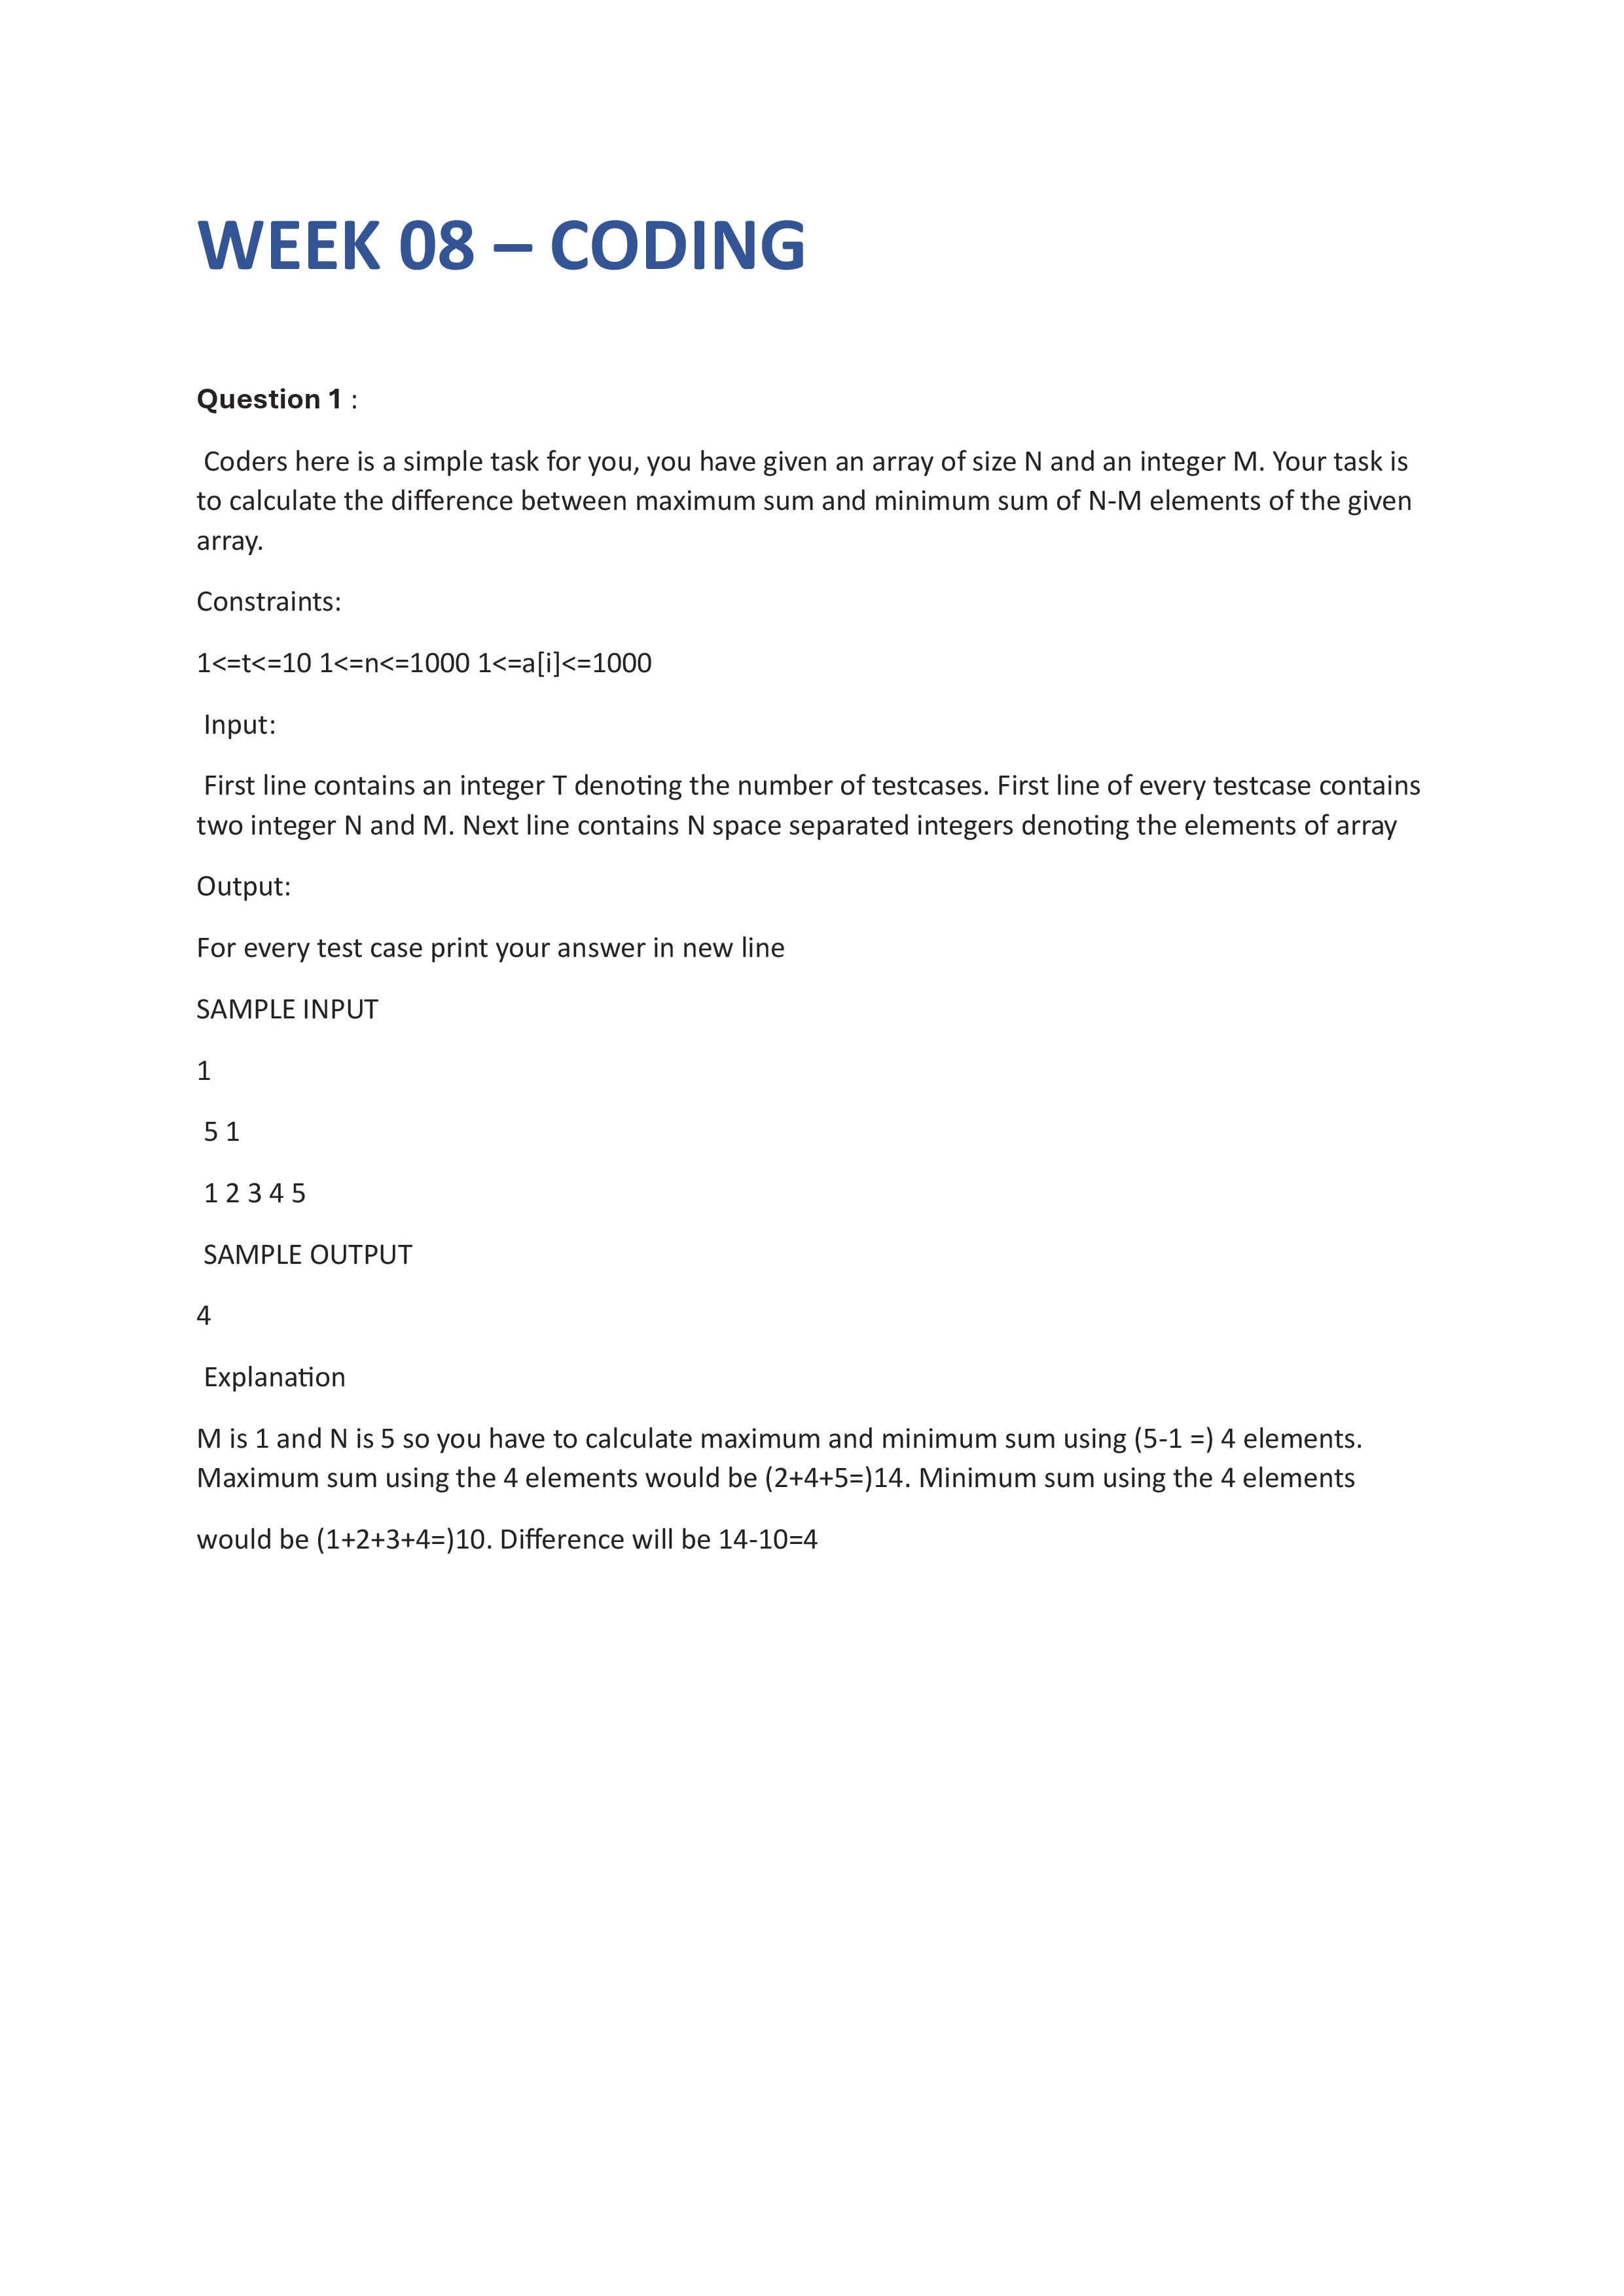 WEEK 08 – CODING
Question 1 :
Coders here is a simple task for you, you have given an array of size N and an integer M. Your task is
to calculate the difference between maximum sum and minimum sum of N-M elements of the given
array.
Constraints:
1<=t<=10 1<=n<=1000 1<=a[i]<=1000
Input:
First line contains an integer T denoting the number of testcases. First line of every testcase contains
two integer N and M. Next line contains N space separated integers denoting the elements of array
Output:
For every test case print your answer in new line
SAMPLE INPUT
1
5 1
1 2 3 4 5
SAMPLE OUTPUT
4
Explanation
M is 1 and N is 5 so you have to calculate maximum and minimum sum using (5-1 =) 4 elements.
Maximum sum using the 4 elements would be (2+4+5=)14. Minimum sum using the 4 elements
would be (1+2+3+4=)10. Difference will be 14-10=4